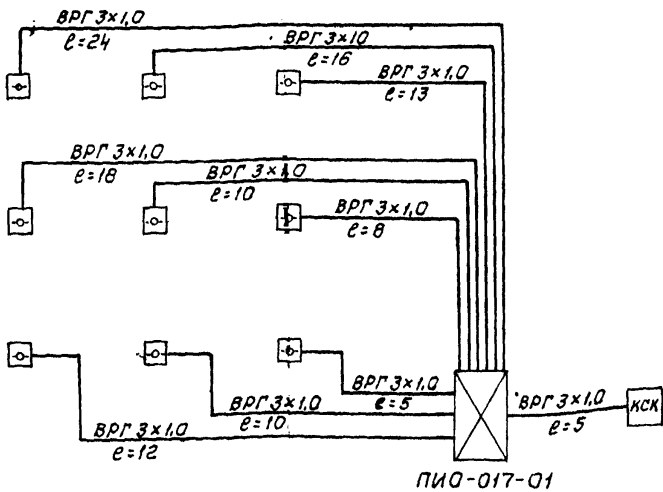 ВРГ 3×1,0
ℓ=24
ВРГ 3×10
ℓ=16
ВРГ 3×1,0
ℓ=13
ВРГ 3×1,0
ℓ=18
ВРГ 3×1,0
ℓ=10
ВРГ 3×1,0
ℓ=8
ВРГ 3×1,0
ℓ=5
ВРГ 3×1,0
ℓ=10
ВРГ 3×1,0
ℓ=12
ВРГ 3×1,0
ℓ=5
КСК
ПИО-017-01